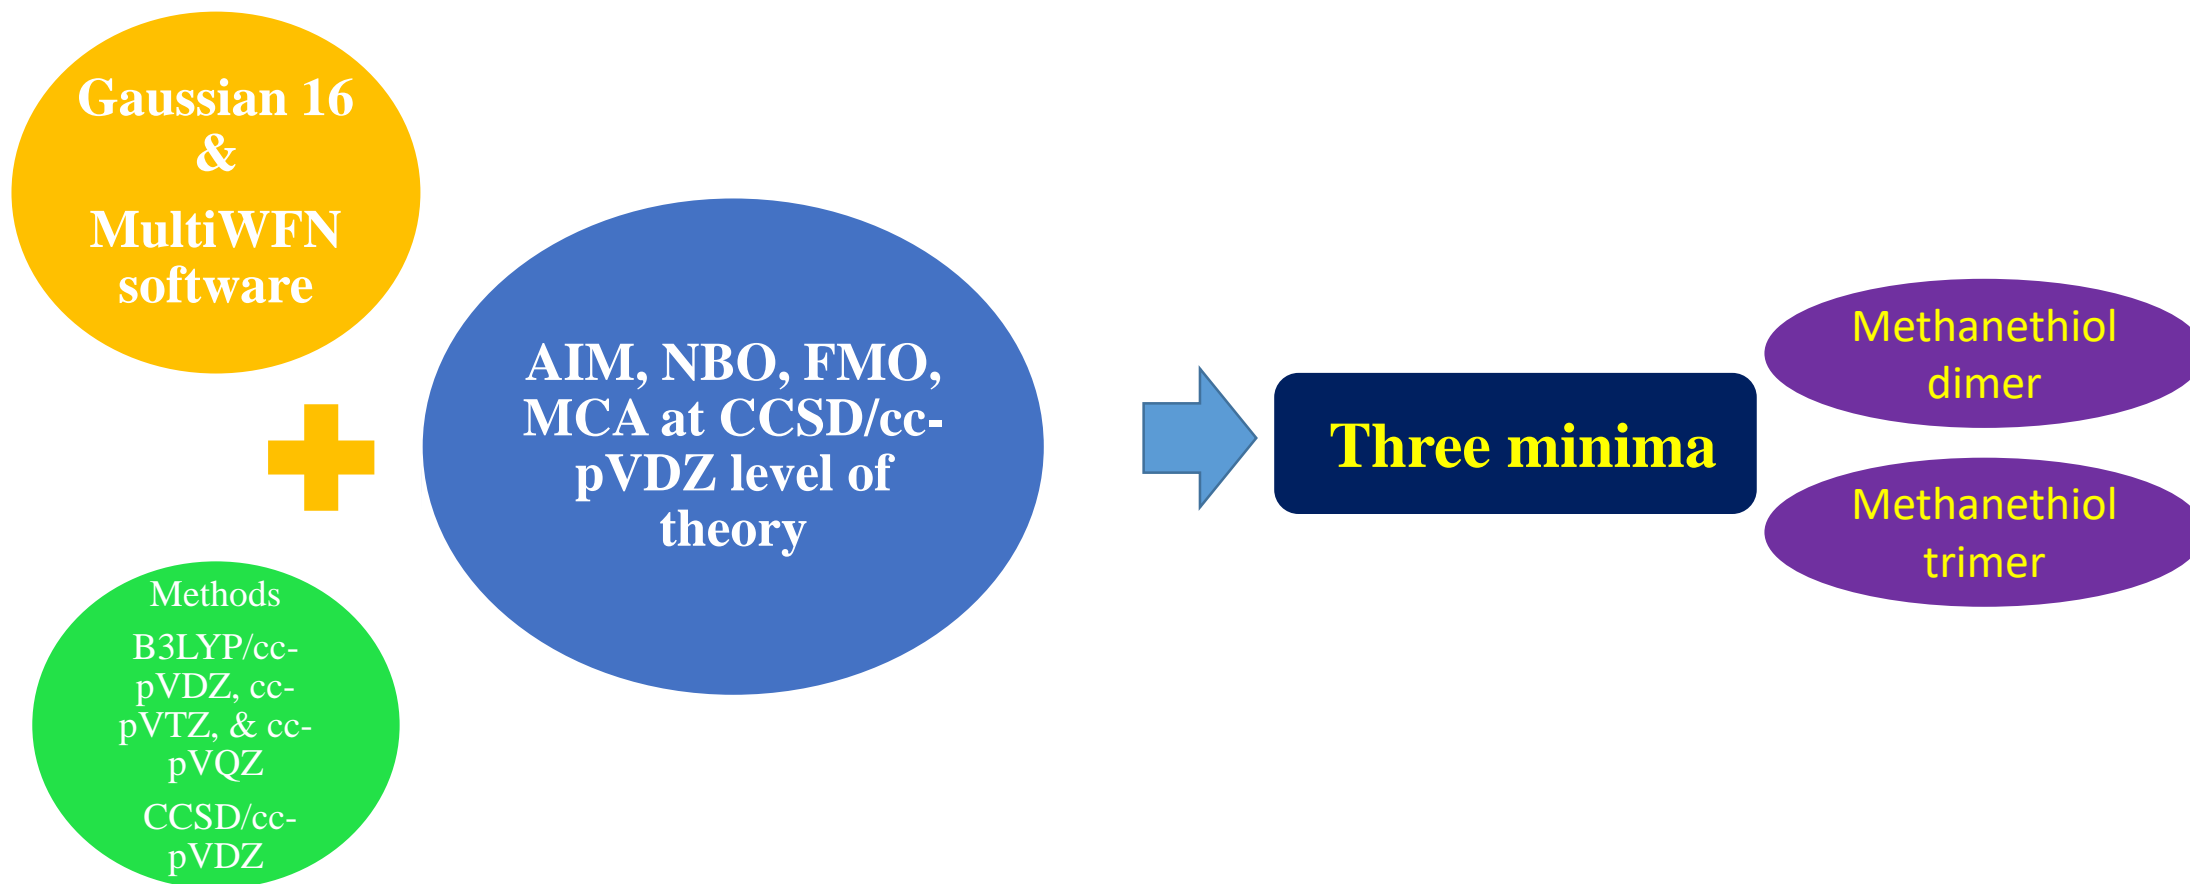 Gaussian 16
&
MultiWFN
software
Methods
B3LYP/cc-
pVDZ, cc-
pVTZ, & cc-
pVQZ
CCSD/cc-
pVDZ
AIM, NBO, FMO,
MCA at CCSD/cc-
pVDZ level of
theory
Three minima
Methanethiol
dimer
Methanethiol
trimer